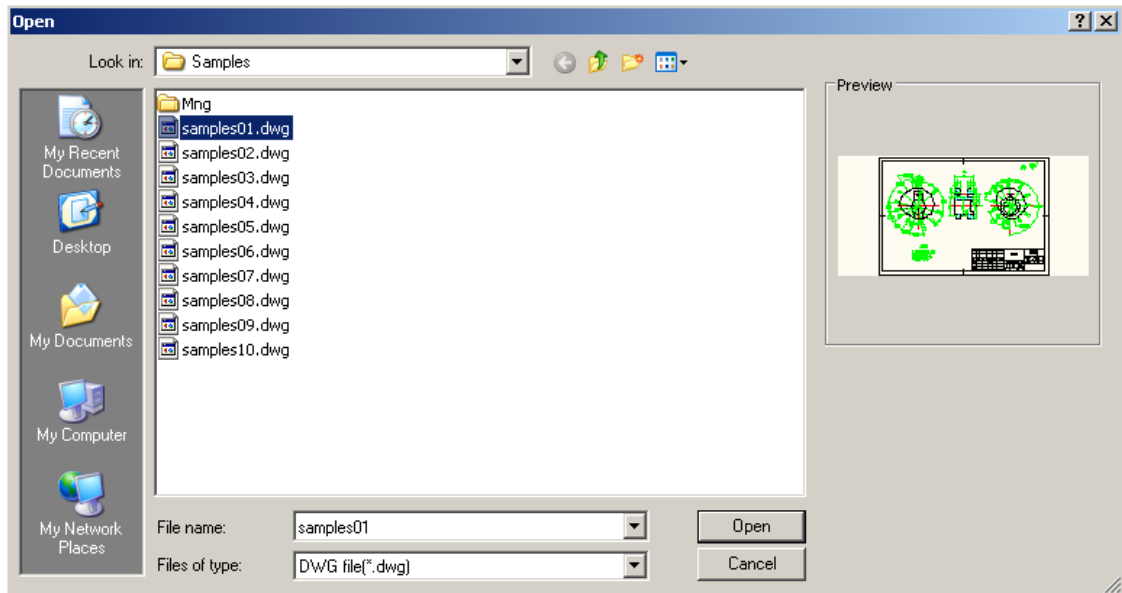 Open
Look in:
Samples
My Recent
Documents
Desktop
My Documents
My Computer
My Network
Places
Mng
samples01.dwg
samples02.dwg
samples03.dwg
samples04.dwg
samples05.dwg
samples06.dwg
samples07.dwg
samples08.dwg
samples09.dwg
samples10.dwg
File name:
samples01
Open
Files of type:
DWG file(*.dwg)
Cancel
Preview